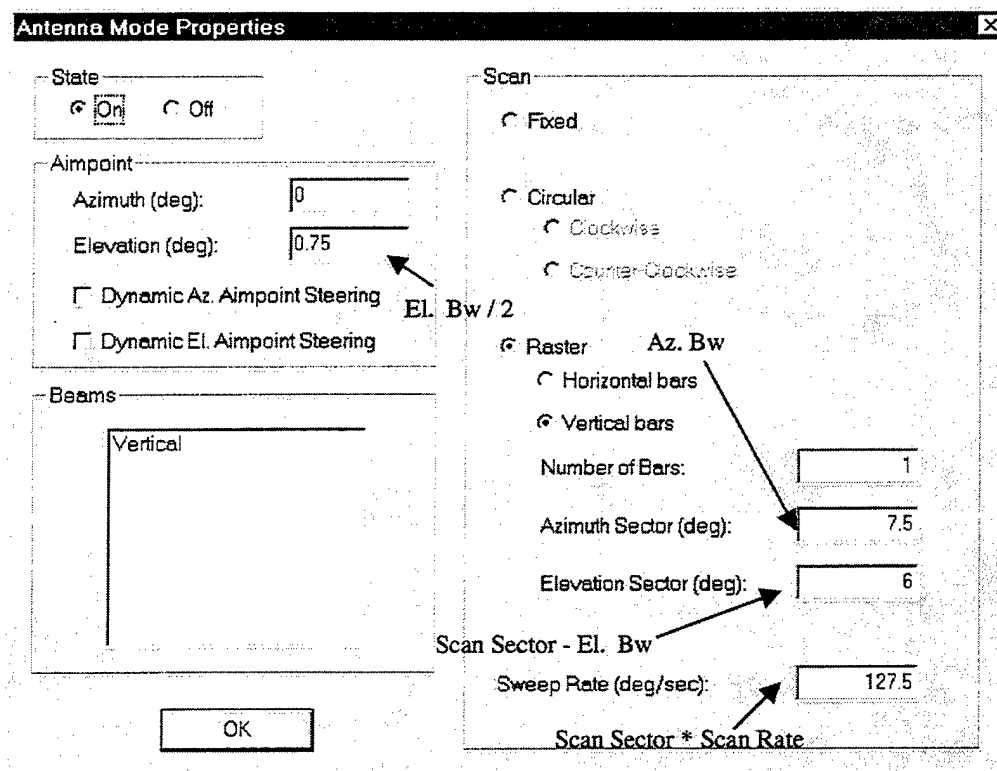 Antenna Mode Properties
State
On
Off
Aimpoint
Azimuth (deg): 0
Elevation (deg): 0.75
Dynamic Az. Aimpoint Steering
Dynamic El. Aimpoint Steering
El. Bw / 2
Beams
Vertical
OK
Scan
Fixed
Circular
Clockwise
Counter-Clockwise
Raster
Az. Bw
Horizontal bars
Vertical bars
Number of Bars: 1
Azimuth Sector (deg): 7.5
Elevation Sector (deg): 6
Scan Sector - El. Bw
Sweep Rate (deg/sec): 127.5
Scan Sector * Scan Rate